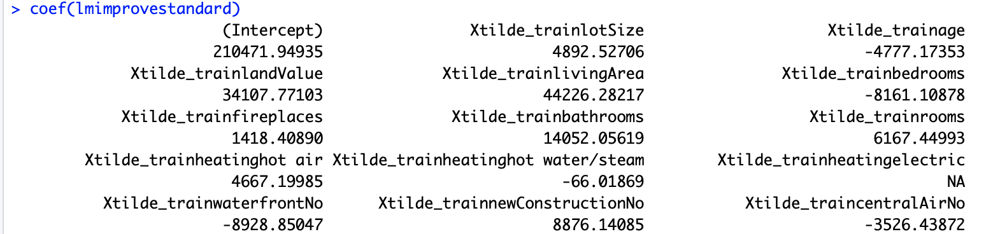 > coef(lmimprovestandard)
(Intercept) Xtilde_trainlotSize Xtilde_trainage
210471.94935 4892.52706 -4777.17353
Xtilde_trainlandValue Xtilde_trainlivingArea Xtilde_trainbedrooms
34107.77103 44226.28217 -8161.10878
Xtilde_trainfireplaces Xtilde_trainbathrooms Xtilde_trainrooms
1418.40890 14052.05619 6167.44993
Xtilde_trainheatinghot air Xtilde_trainheatinghot water/steam Xtilde_trainheatingelectric
4667.19985 -66.01869 NA
Xtilde_trainwaterfrontNo Xtilde_trainnewConstructionNo Xtilde_traincentralAirNo
-8928.85047 8876.14085 -3526.43872